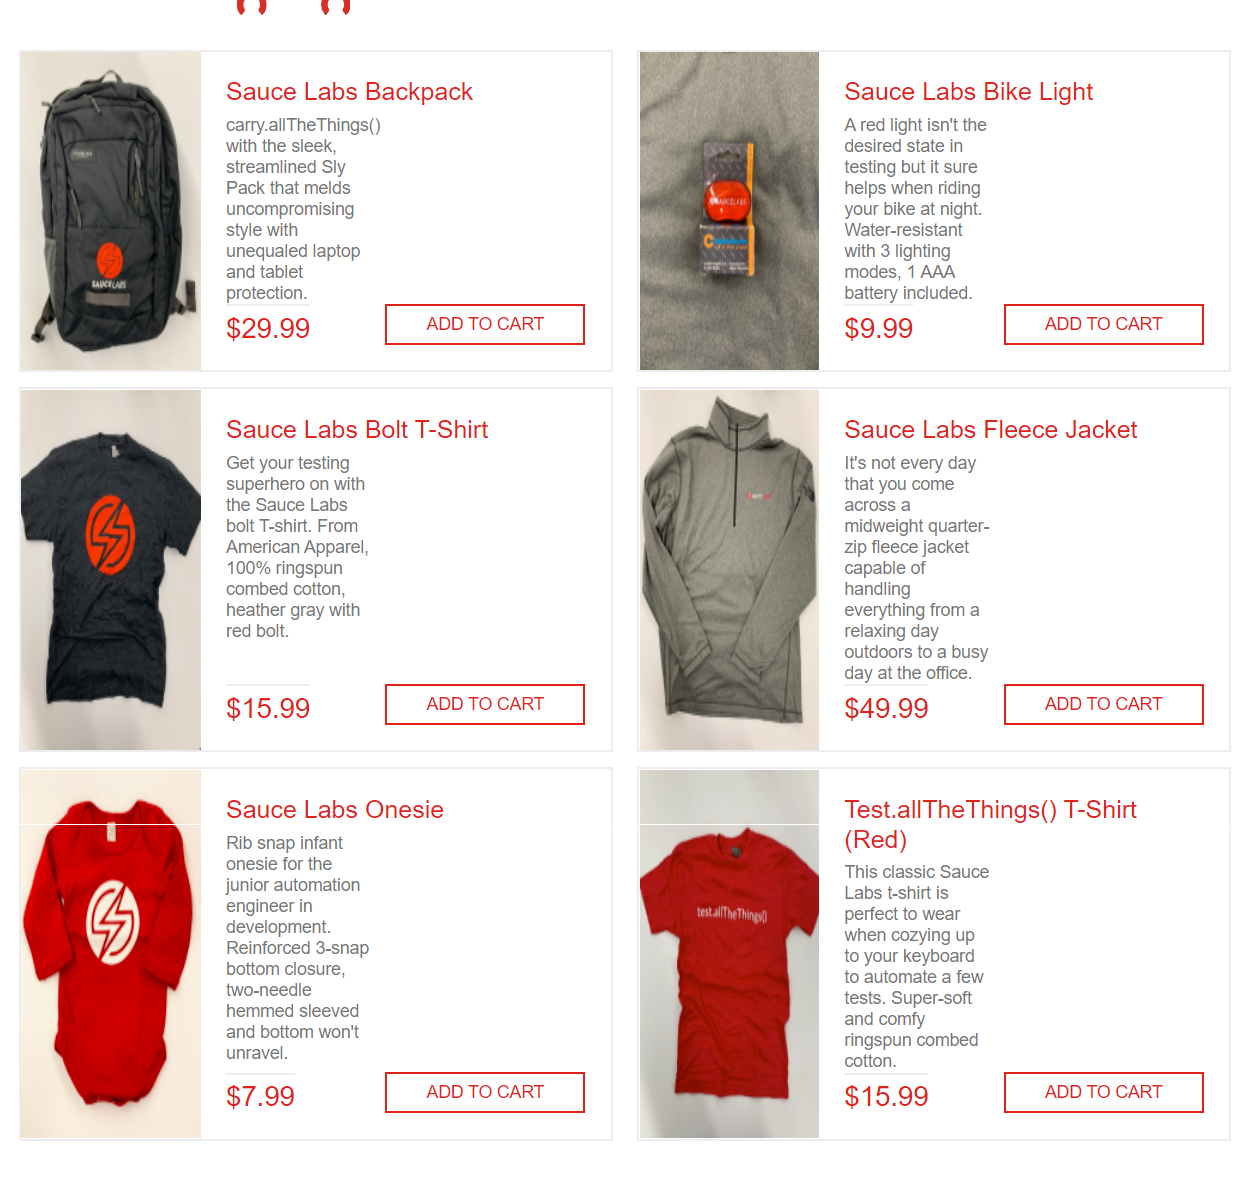 Sauce Labs Backpack
carry.allTheThings()
with the sleek,
streamlined Sly
Pack that melds
uncompromising
style with
unequaled laptop
and tablet
protection.
$29.99
ADD TO CART
SAUCE LABS
Sauce Labs Bike Light
A red light isn't the
desired state in
testing but it sure
helps when riding
your bike at night.
Water-resistant
with 3 lighting
modes, 1 AAA
battery included.
$9.99
ADD TO CART
SAUCELABS
Sauce Labs Bolt T-Shirt
Get your testing
superhero on with
the Sauce Labs
bolt T-shirt. From
American Apparel,
100% ringspun
combed cotton,
heather gray with
red bolt.
$15.99
ADD TO CART
Sauce Labs Fleece Jacket
It's not every day
that you come
across a
midweight quarter-
zip fleece jacket
capable of
handling
everything from a
relaxing day
outdoors to a busy
day at the office.
$49.99
ADD TO CART
Sauce Labs Onesie
Rib snap infant
onesie for the
junior automation
engineer in
development.
Reinforced 3-snap
bottom closure,
two-needle
hemmed sleeved
and bottom won't
unravel.
$7.99
ADD TO CART
Test.allTheThings() T-Shirt
(Red)
This classic Sauce
Labs t-shirt is
perfect to wear
when cozying up
to your keyboard
to automate a few
tests. Super-soft
and comfy
ringspun combed
cotton.
$15.99
ADD TO CART
test.allTheThings()